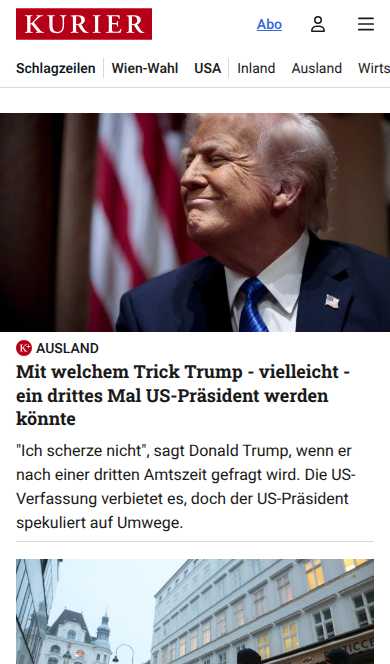 KURIER
Abo
Schlagzeilen Wien-Wahl USA Inland Ausland Wirts
K+ AUSLAND
Mit welchem Trick Trump - vielleicht -
ein drittes Mal US-Präsident werden
könnte
"Ich scherze nicht", sagt Donald Trump, wenn er
nach einer dritten Amtszeit gefragt wird. Die US-
Verfassung verbietet es, doch der US-Präsident
spekuliert auf Umwege.